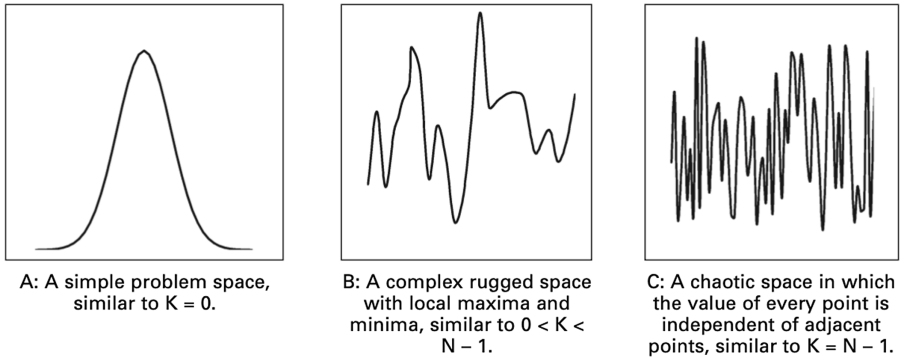 A: A simple problem space,
similar to K = 0.
B: A complex rugged space
with local maxima and
minima, similar to 0 < K <
N – 1.
C: A chaotic space in which
the value of every point is
independent of adjacent
points, similar to K = N – 1.